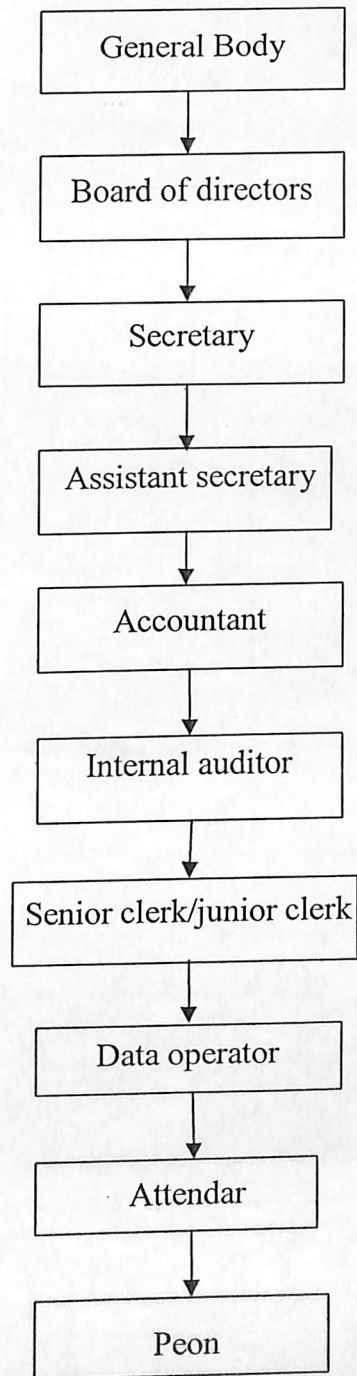 General Body
Board of directors
Secretary
Assistant secretary
Accountant
Internal auditor
Senior clerk/junior clerk
Data operator
Attendar
Peon